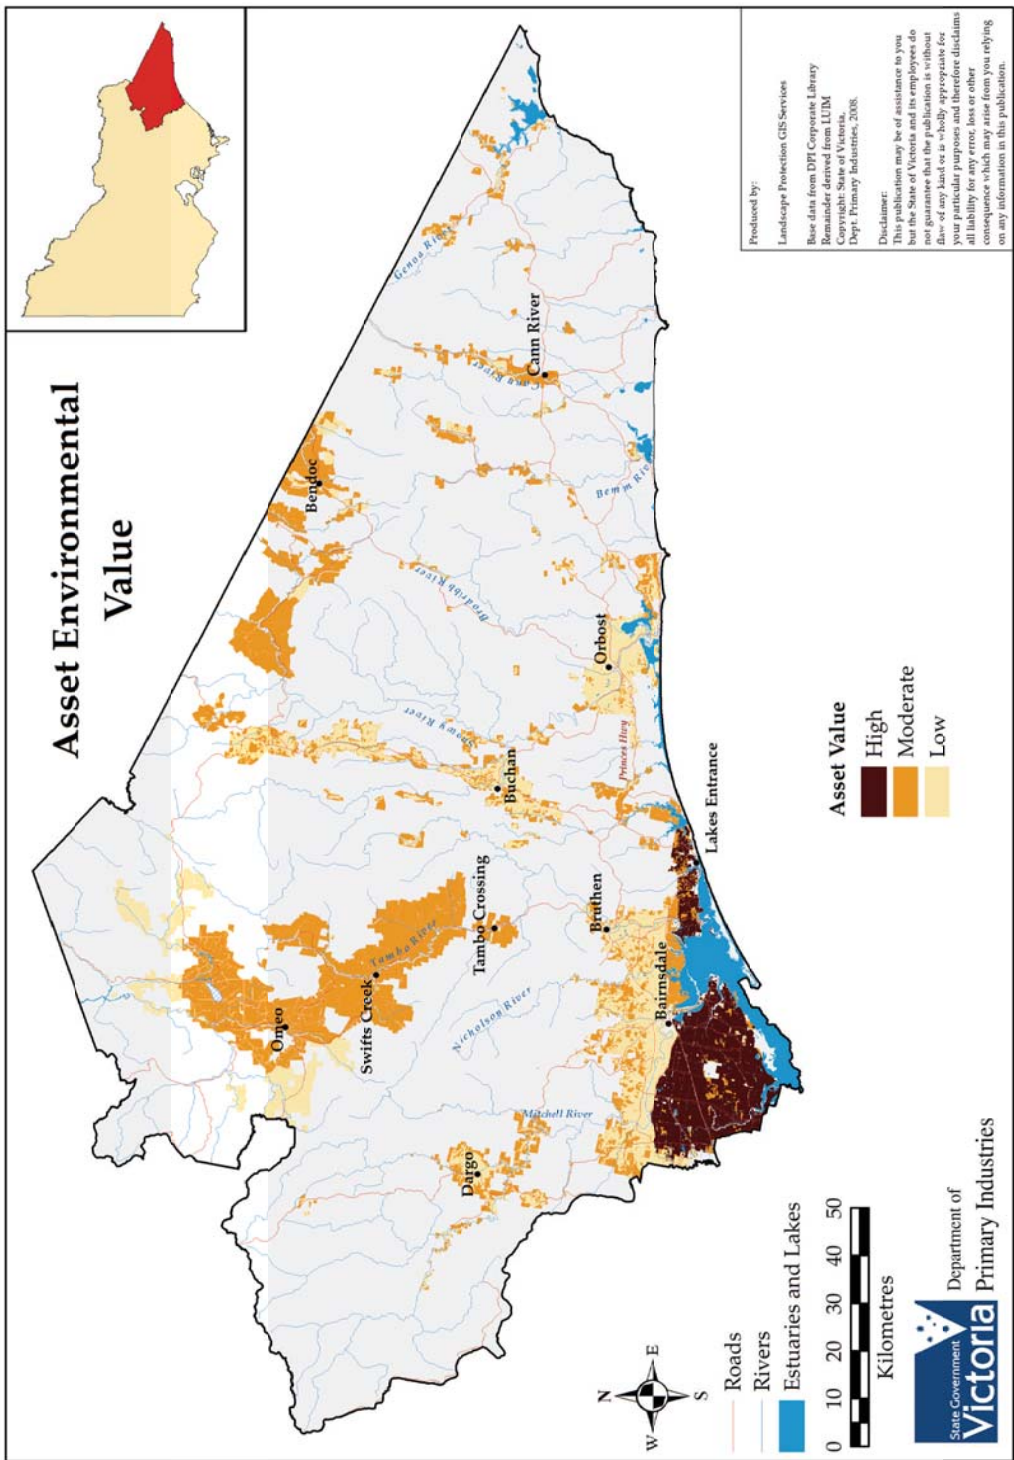 Asset Environmental
Value
Genoa River
Cann River
Cann River
Bendoc
Bemm River
Brodribb River
Orbost
Snowy River
Princes Hwy
Buchan
Lakes Entrance
Tambo Crossing
Bruthen
Tambo River
Swifts Creek
Omeo
Nicholson River
Bairnsdale
Mitchell River
Dargo
Asset Value
High
Moderate
Low
N
W
E
S
Roads
Rivers
Estuaries and Lakes
0 10 20 30 40 50
Kilometres
State Government
Victoria
Department of
Primary Industries
Produced by:
Landscape Protection GIS Services
Base data from DPI Corporate Library
Remainder derived from LUIM
Copyright: State of Victoria,
Dept. Primary Industries, 2008.
Disclaimer:
This publication may be of assistance to you
but the State of Victoria and its employees do
not guarantee that the publication is without
flaw of any kind or is wholly appropriate for
your particular purposes and therefore disclaims
all liability for any error, loss or other
consequence which may arise from you relying
on any information in this publication.